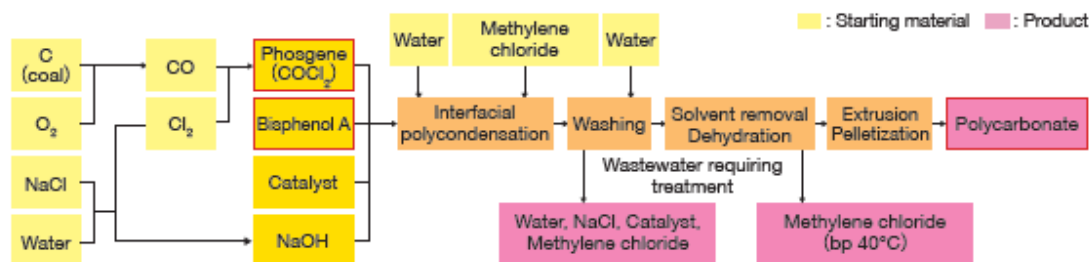 : Starting material
: Product
Water
Methylene
chloride
Water
C
(coal)
CO
Phosgene
(COCl₂)
O₂
Cl₂
Bisphenol A
Interfacial
polycondensation
Washing
Solvent removal
Dehydration
Extrusion
Pelletization
Polycarbonate
NaCl
Catalyst
Wastewater requiring
treatment
Water
NaOH
Water, NaCl, Catalyst,
Methylene chloride
Methylene chloride
(bp 40°C)